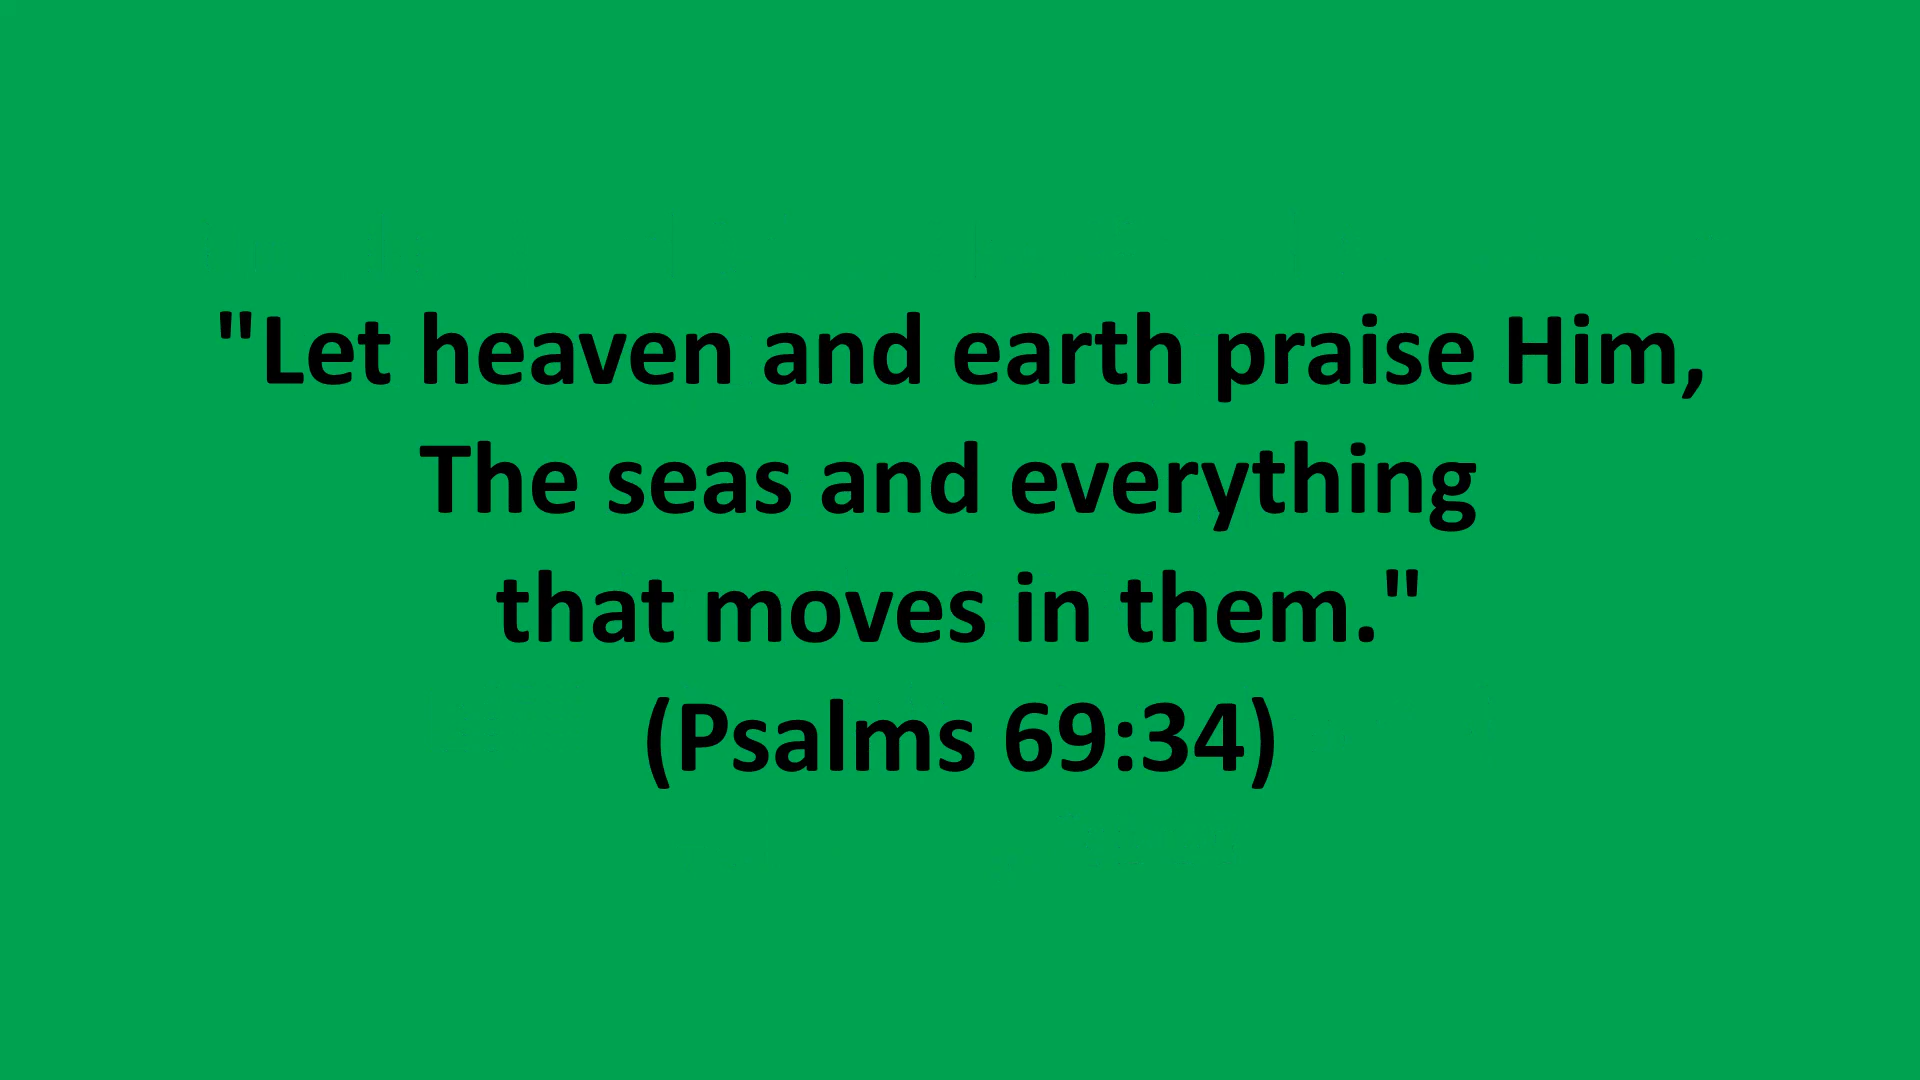 "Let heaven and earth praise Him,
The seas and everything
that moves in them."
(Psalms 69:34)